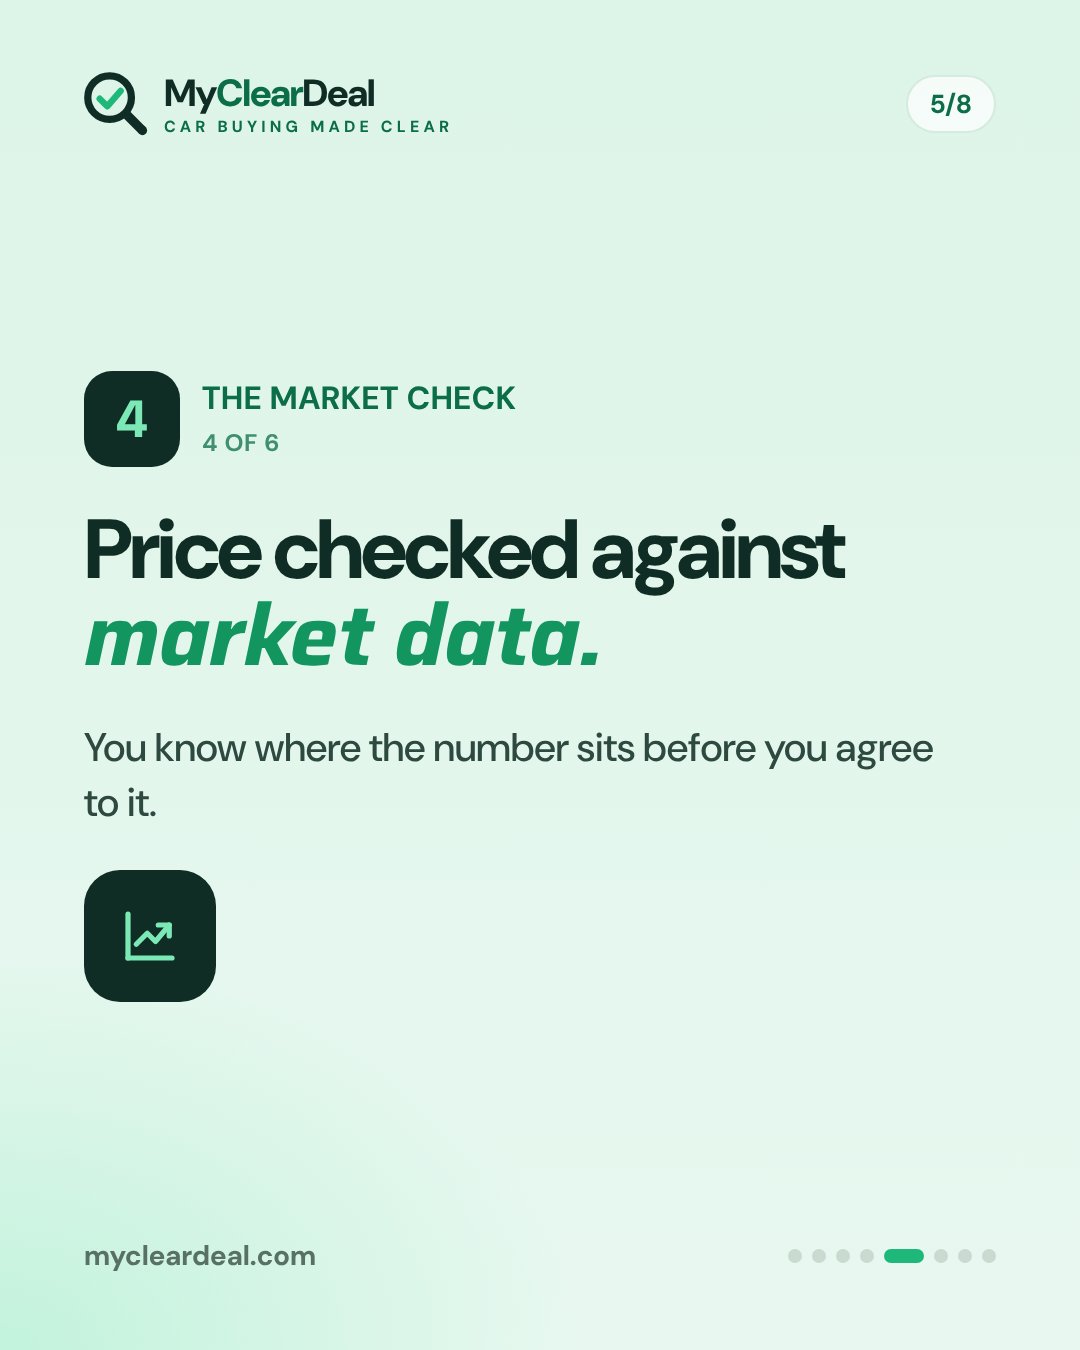 MyClearDeal
CAR BUYING MADE CLEAR
5/8
4
THE MARKET CHECK
4 OF 6
Price checked against
market data.
You know where the number sits before you agree
to it.
mycleardeal.com